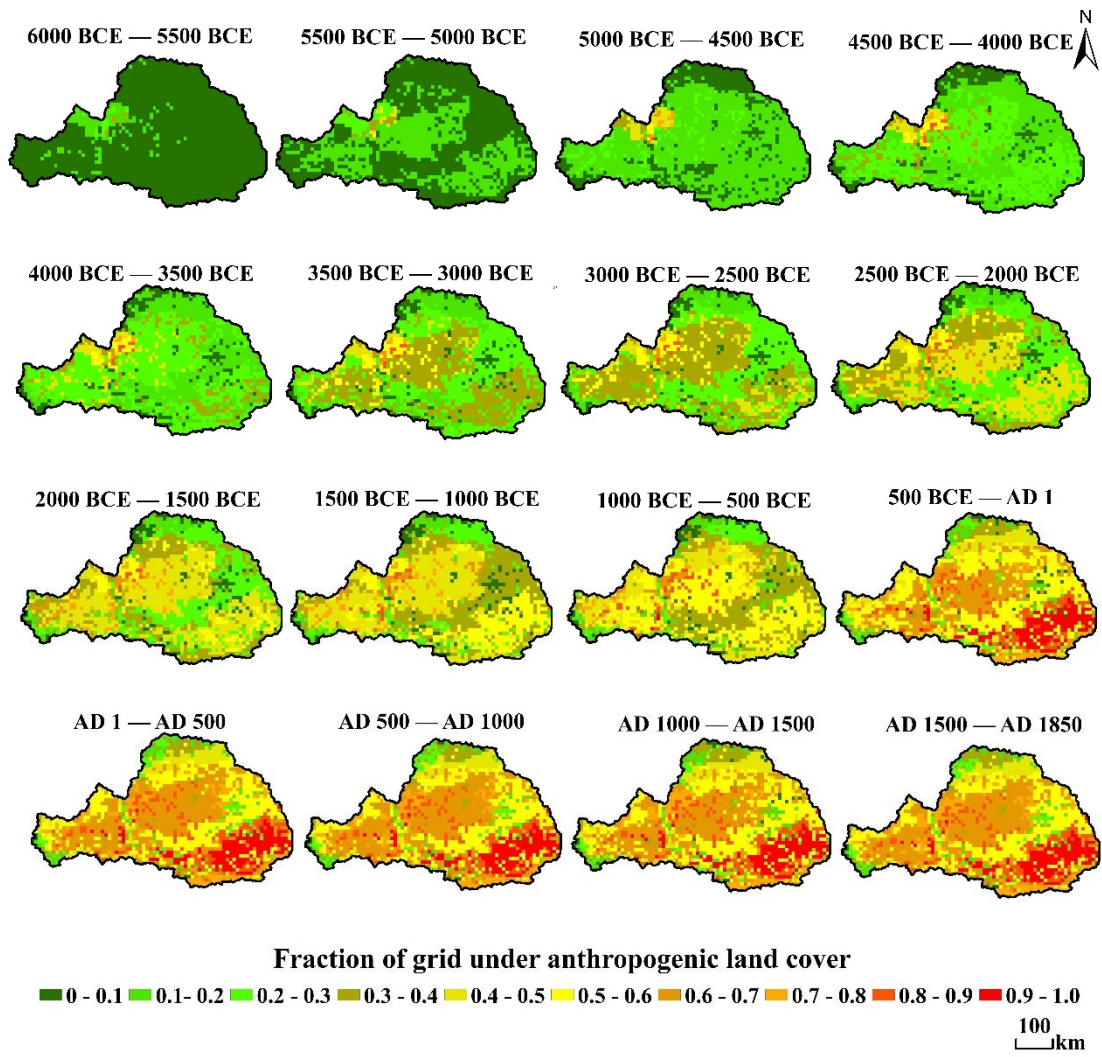 N
6000 BCE — 5500 BCE
5500 BCE — 5000 BCE
5000 BCE — 4500 BCE
4500 BCE — 4000 BCE
4000 BCE — 3500 BCE
3500 BCE — 3000 BCE
3000 BCE — 2500 BCE
2500 BCE — 2000 BCE
2000 BCE — 1500 BCE
1500 BCE — 1000 BCE
1000 BCE — 500 BCE
500 BCE — AD 1
AD 1 — AD 500
AD 500 — AD 1000
AD 1000 — AD 1500
AD 1500 — AD 1850
Fraction of grid under anthropogenic land cover
0 - 0.1 0.1- 0.2 0.2 - 0.3 0.3 - 0.4 0.4 - 0.5 0.5 - 0.6 0.6 - 0.7 0.7 - 0.8 0.8 - 0.9 0.9 - 1.0
100
km